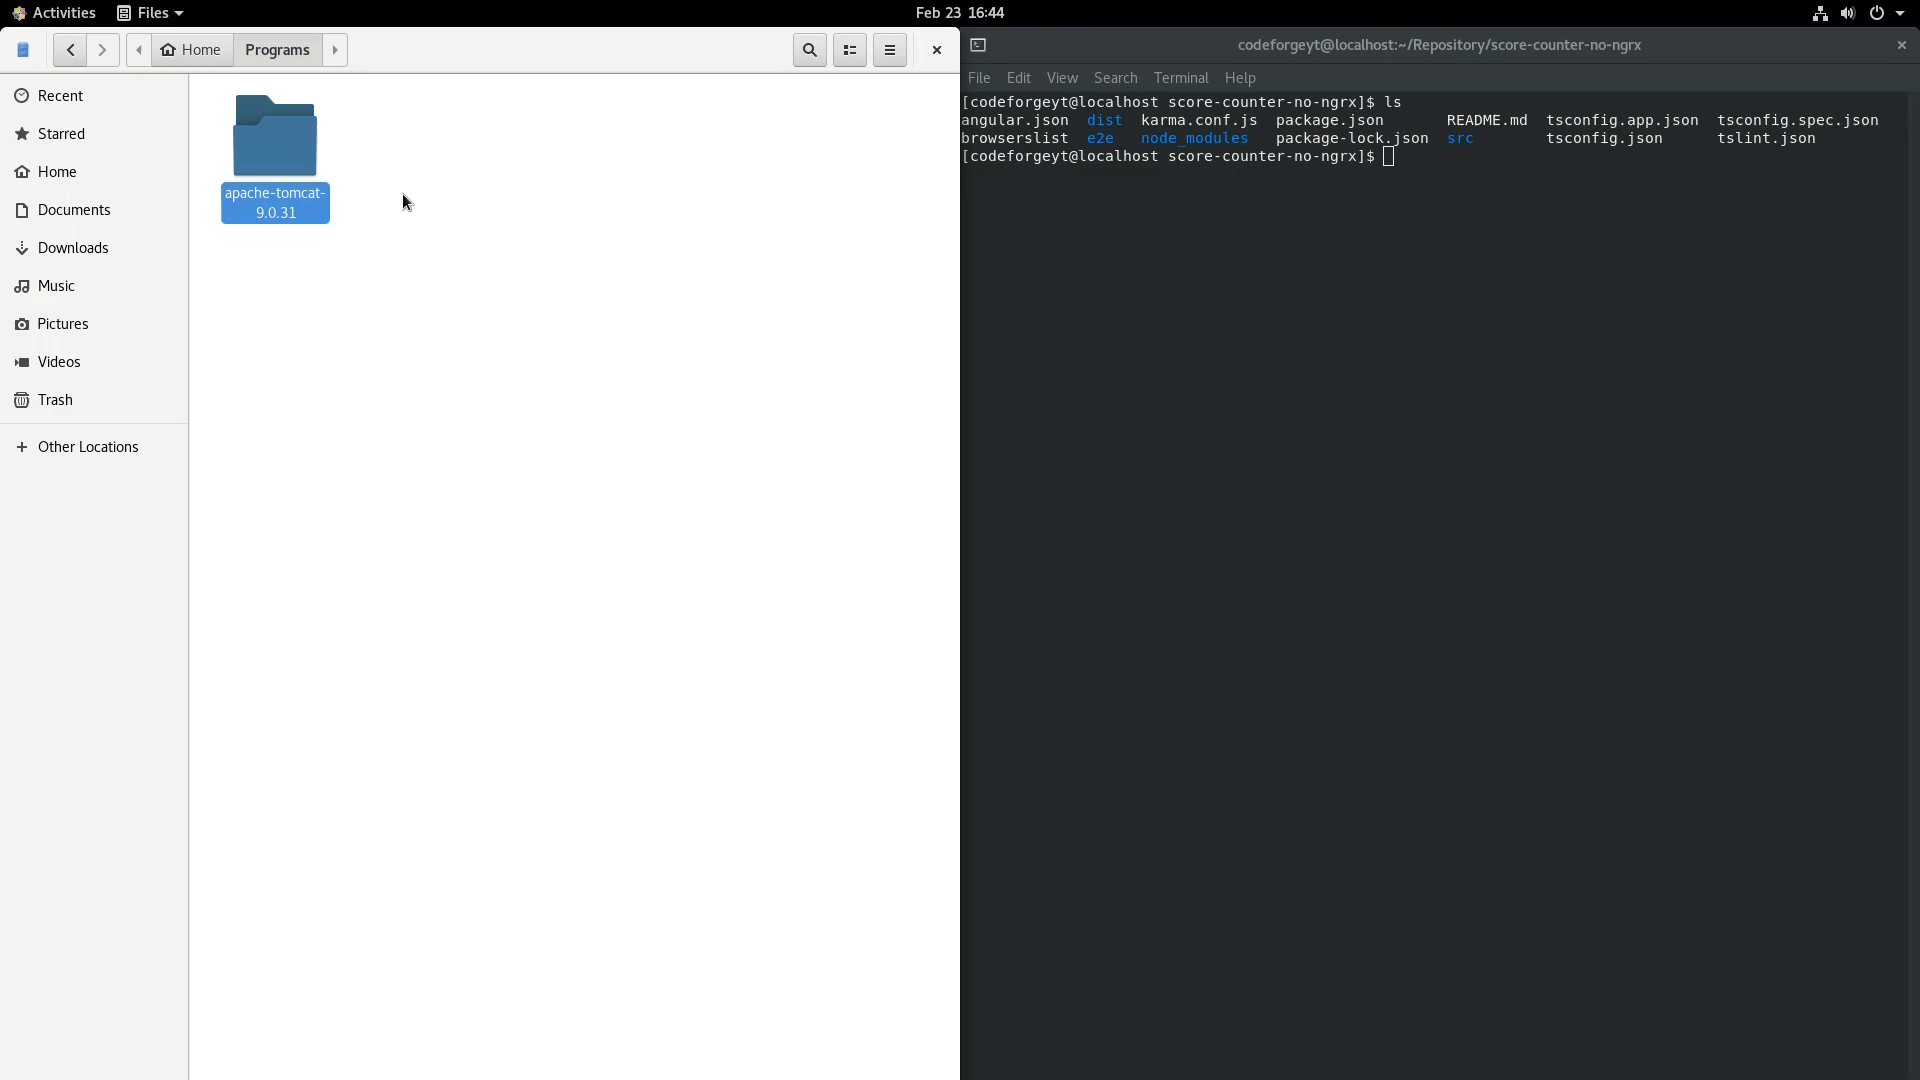 Activities Files Feb 23 16:44
Home Programs
codeforgeyt@localhost:~/Repository/score-counter-no-ngrx
File Edit View Search Terminal Help
Recent
Starred
Home
Documents
Downloads
Music
Pictures
Videos
Trash
Other Locations
apache-tomcat-
9.0.31
[codeforgeyt@localhost score-counter-no-ngrx]$ ls
angular.json dist karma.conf.js package.json README.md tsconfig.app.json tsconfig.spec.json
browserslist e2e node_modules package-lock.json src tsconfig.json tslint.json
[codeforgeyt@localhost score-counter-no-ngrx]$